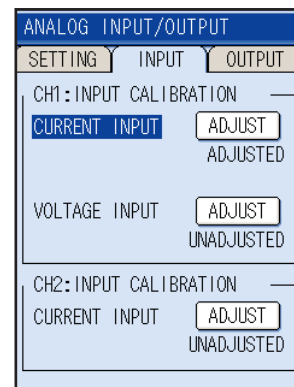 ANALOG INPUT/OUTPUT
SETTING INPUT OUTPUT
CH1:INPUT CALIBRATION
CURRENT INPUT ADJUST
ADJUSTED
VOLTAGE INPUT ADJUST
UNADJUSTED
CH2:INPUT CALIBRATION
CURRENT INPUT ADJUST
UNADJUSTED